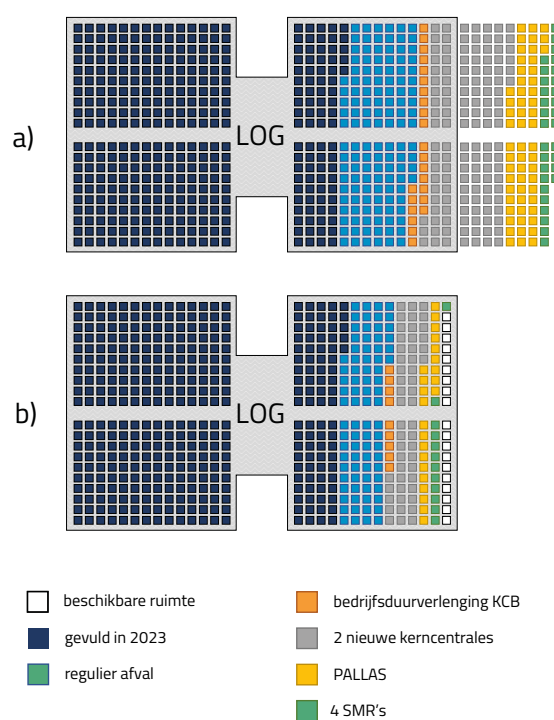 a)
LOG
b)
LOG
beschikbare ruimte
gevuld in 2023
regulier afval
bedrijfsduurverlenging KCB
2 nieuwe kerncentrales
PALLAS
4 SMR's